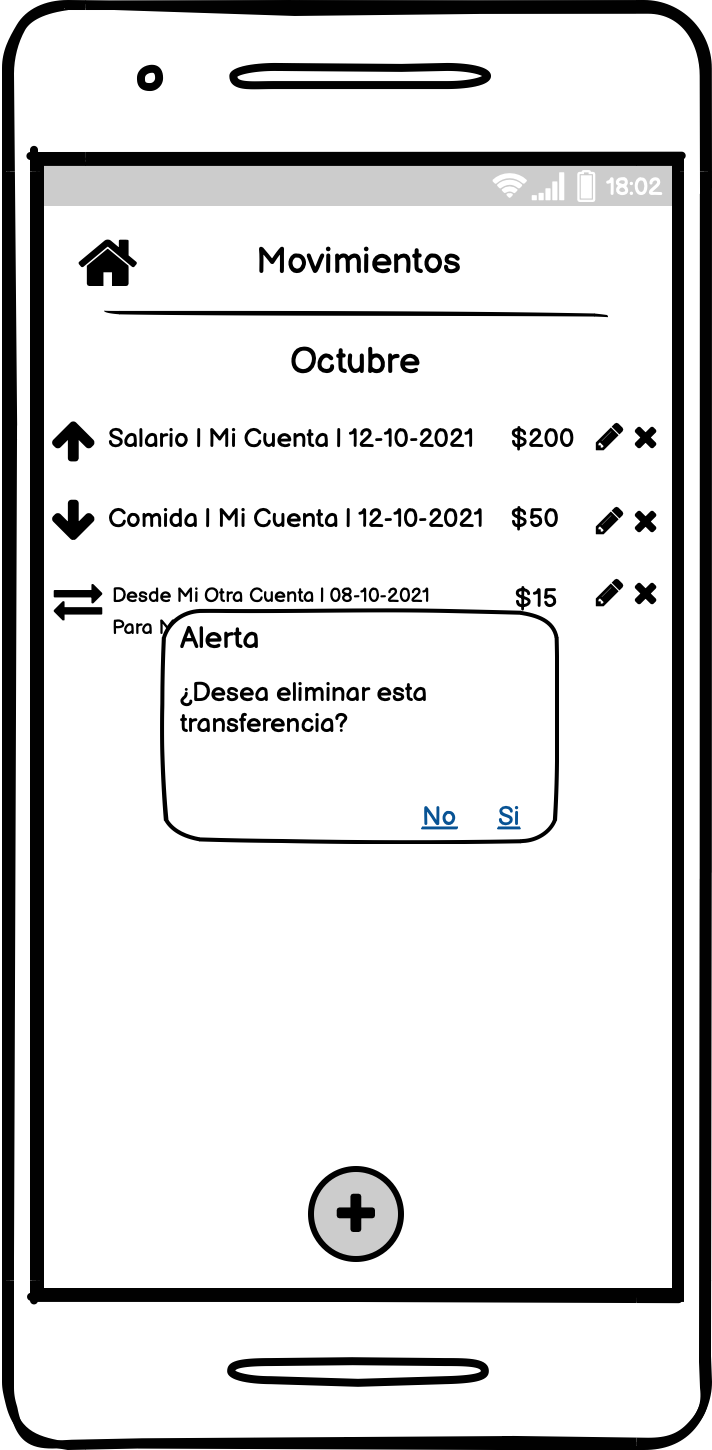 18:02
Movimientos
Octubre
Salario | Mi Cuenta | 12-10-2021 $200
Comida | Mi Cuenta | 12-10-2021 $50
Desde Mi Otra Cuenta | 08-10-2021 $15
Para
Alerta
¿Desea eliminar esta
transferencia?
No Si